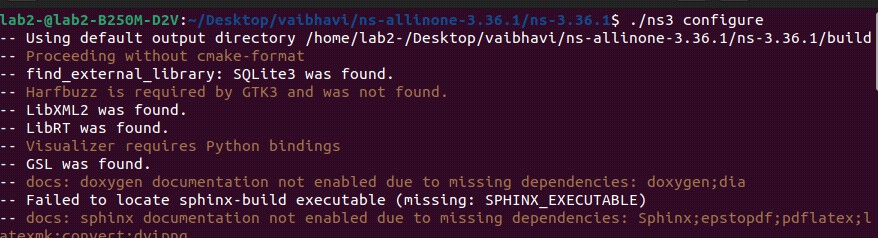 lab2-@lab2-B250M-D2V:~/Desktop/vaibhavi/ns-allinone-3.36.1/ns-3.36.1$ ./ns3 configure
-- Using default output directory /home/lab2-/Desktop/vaibhavi/ns-allinone-3.36.1/ns-3.36.1/build
-- Proceeding without cmake-format
-- find_external_library: SQLite3 was found.
-- Harfbuzz is required by GTK3 and was not found.
-- LibXML2 was found.
-- LibRT was found.
-- Visualizer requires Python bindings
-- GSL was found.
-- docs: doxygen documentation not enabled due to missing dependencies: doxygen;dia
-- Failed to locate sphinx-build executable (missing: SPHINX_EXECUTABLE)
-- docs: sphinx documentation not enabled due to missing dependencies: Sphinx;epstopdf;pdflatex;l
atexmk;convert;dvipng